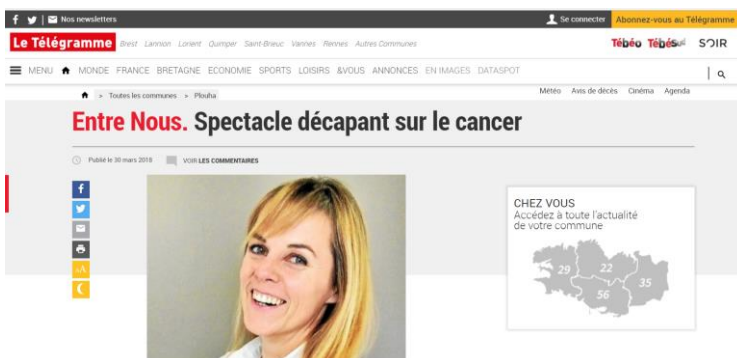 Nos newsletters
Se connecter
Abonnez-vous au Télégramme
Le Télégramme Brest Lannion Lorient Quimper Saint-Brieuc Vannes Rennes Autres Communes
Tébéo TébéSud SOIR
MENU MONDE FRANCE BRETAGNE ECONOMIE SPORTS LOISIRS &VOUS ANNONCES EN IMAGES DATASPOT
> Toutes les communes > Plouha
Météo Avis de décès Cinéma Agenda
Entre Nous. Spectacle décapant sur le cancer
Publié le 30 mars 2018 VOIR LES COMMENTAIRES
AA
CHEZ VOUS
Accédez à toute l'actualité
de votre commune
29 22
56 35